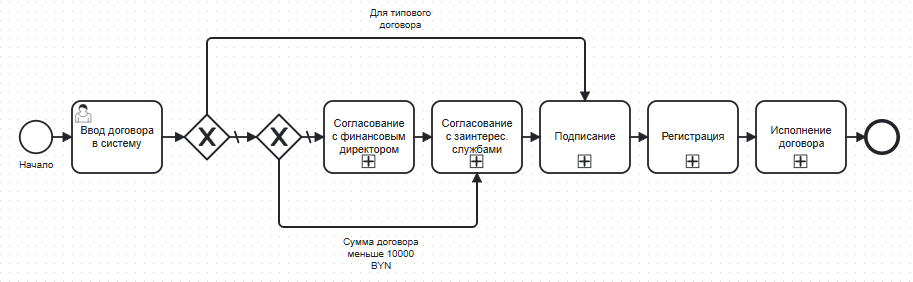 Для типового
договора
Ввод договора
в систему
Согласование
с финансовым
директором
Согласование
с заинтерес.
службами
Подписание
Регистрация
Исполнение
договора
Начало
Сумма договора
меньше 10000
BYN